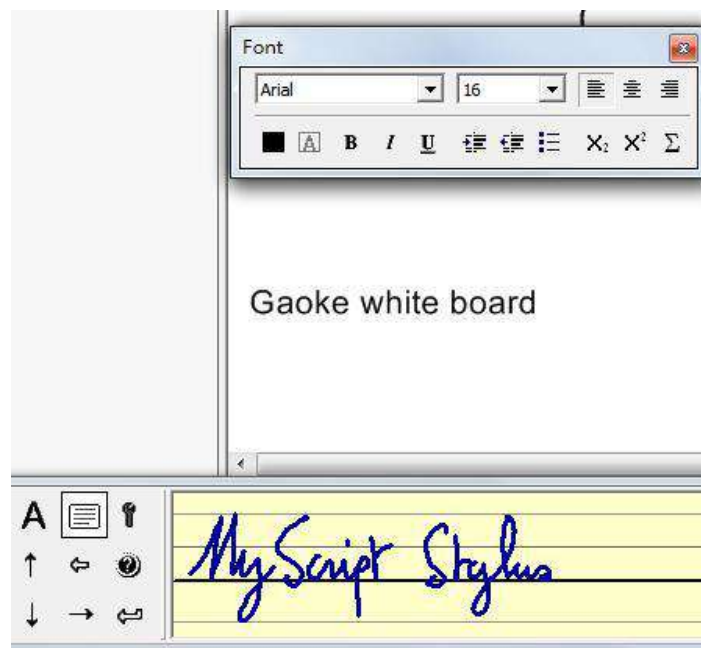 Font
Arial 16
A B I U X₂ X² Σ
Gaoke white board
A
MyScript Stylus